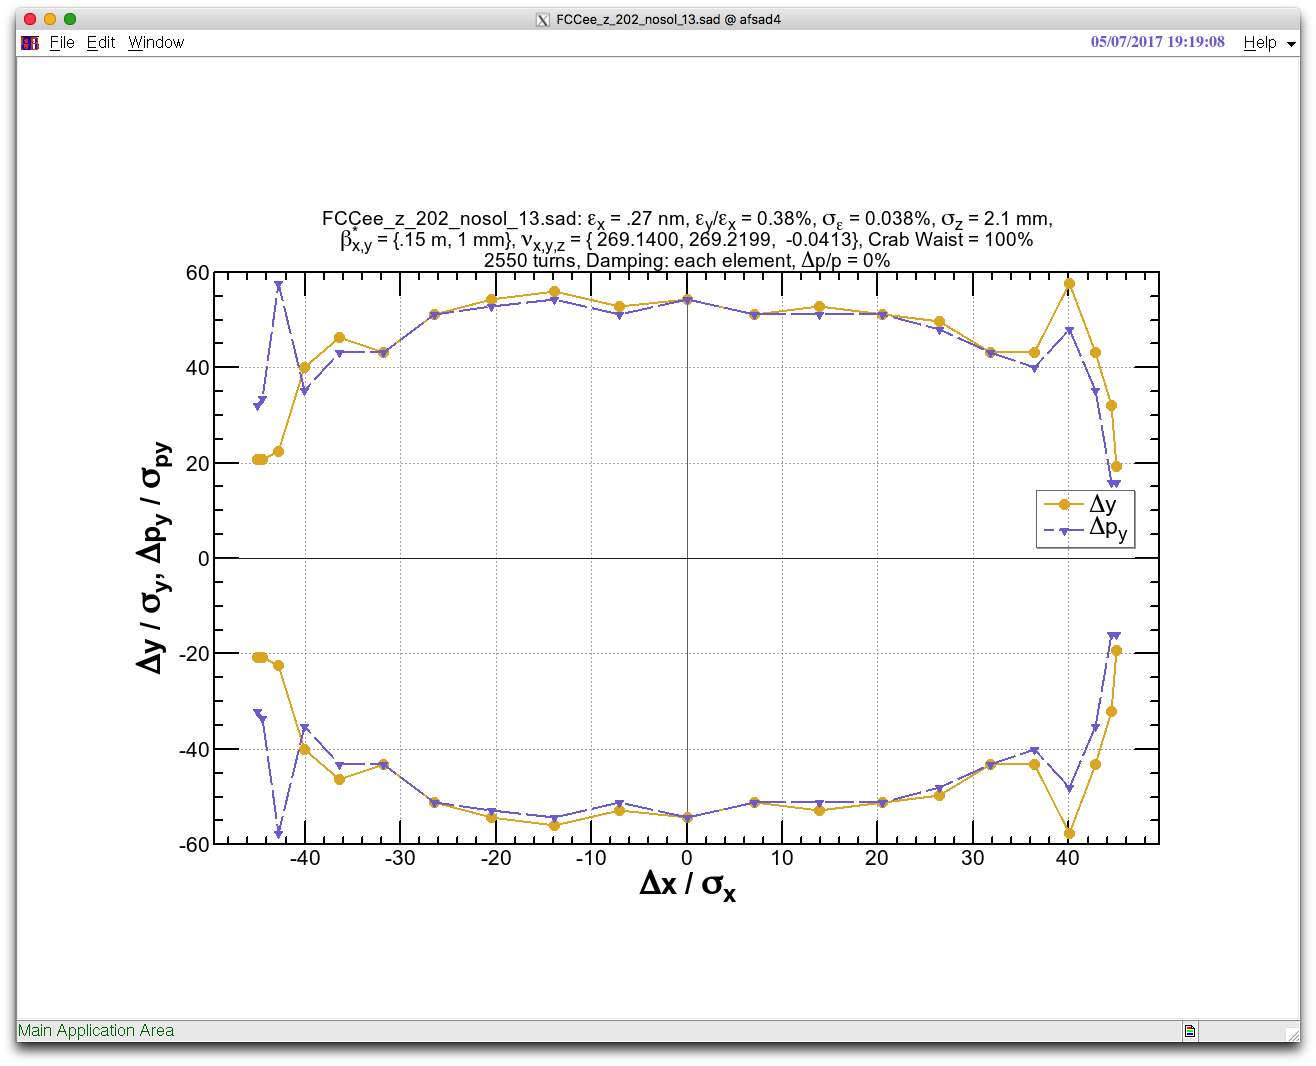 FCCee_z_202_nosol_13.sad @ afsad4
File Edit Window 05/07/2017 19:19:08 Help
FCCee_z_202_nosol_13.sad: εx = .27 nm, εy/εx = 0.38%, σε = 0.038%, σz = 2.1 mm,
β*x,y = {.15 m, 1 mm}, νx,y,z = { 269.1400, 269.2199, -0.0413}, Crab Waist = 100%
2550 turns, Damping: each element, Δp/p = 0%
60
40
20
0
-20
-40
-60
Δy / σy, Δpy / σpy
Δy
Δpy
-40 -30 -20 -10 0 10 20 30 40
Δx / σx
Main Application Area